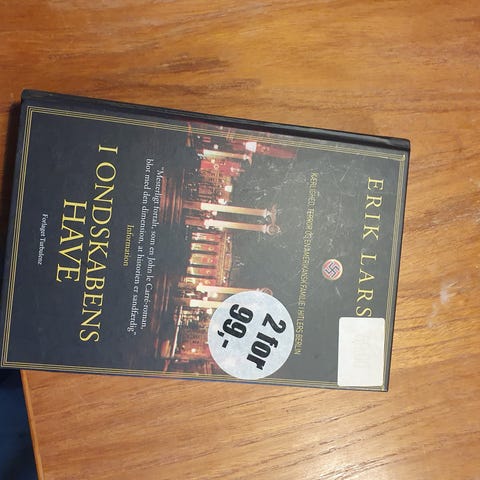 ERIK LARS
KÆRLIGHED, TERROR OG EN AMERIKANSK FAMILIE I HITLERS BERLIN
2 for
99,-
"Mesterligt fortalt, som en John le Carré-roman,
blot med den dimension, at historien er sandfærdig"
Information
I ONDSKABENS
HAVE
Forlaget Turbulenz